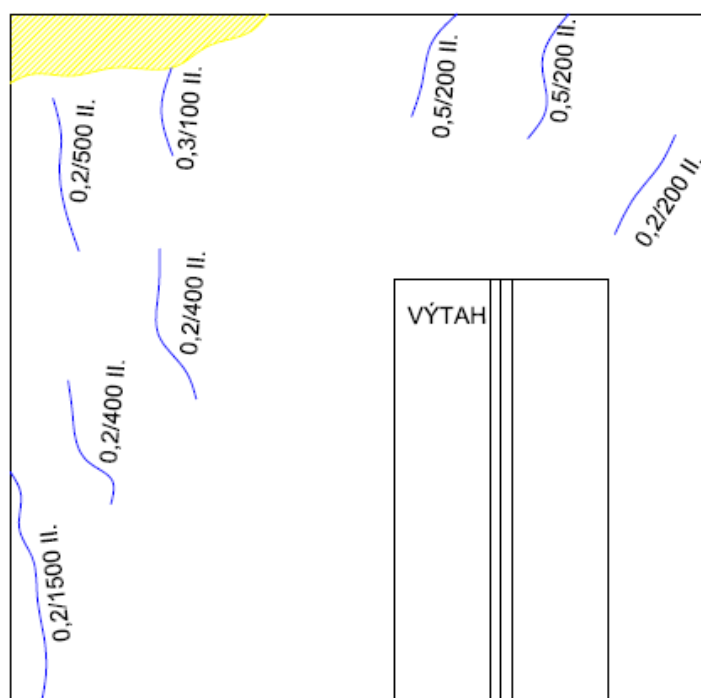 0,5/200 II.
0,5/200 II.
0,3/100 II.
0,2/500 II.
0,2/200 II.
0,2/400 II.
VÝTAH
0,2/400 II.
0,2/1500 II.